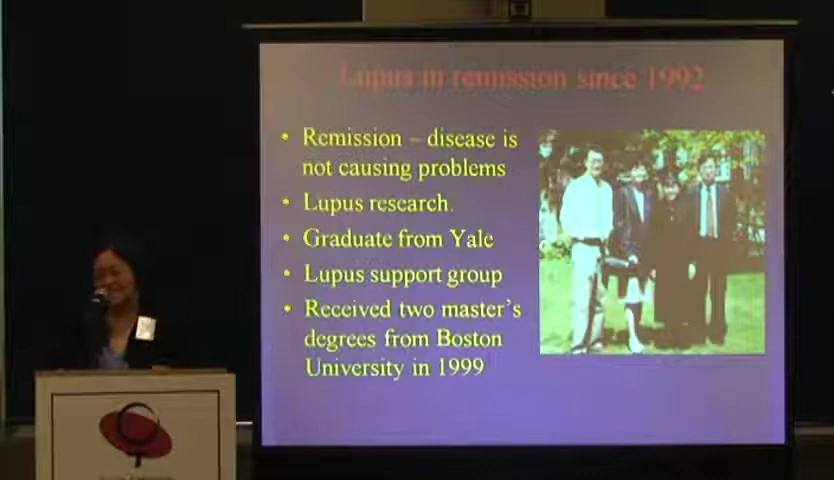 Lupus in remission since 1992
• Remission – disease is
not causing problems
• Lupus research.
• Graduate from Yale
• Lupus support group
• Received two master's
degrees from Boston
University in 1999